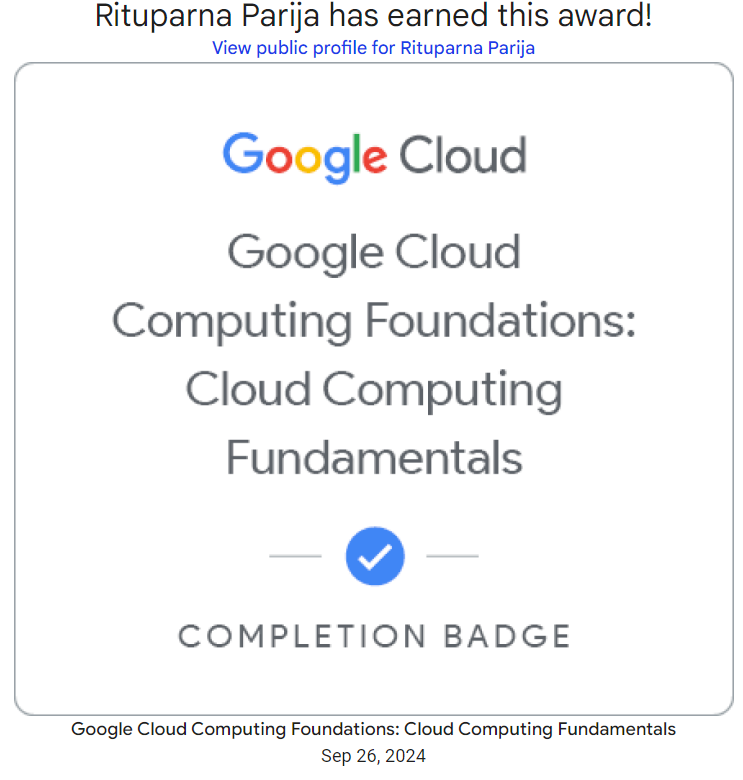 Rituparna Parija has earned this award!
View public profile for Rituparna Parija
Google Cloud
Google Cloud
Computing Foundations:
Cloud Computing
Fundamentals
COMPLETION BADGE
Google Cloud Computing Foundations: Cloud Computing Fundamentals
Sep 26, 2024